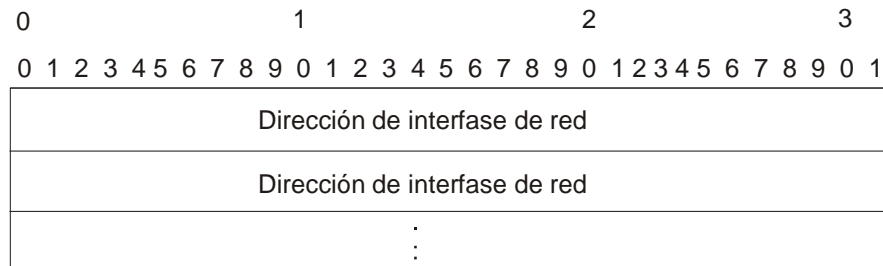 0 1 2 3
0 1 2 3 4 5 6 7 8 9 0 1 2 3 4 5 6 7 8 9 0 1 2 3 4 5 6 7 8 9 0 1
Dirección de interfase de red
Dirección de interfase de red
⋮